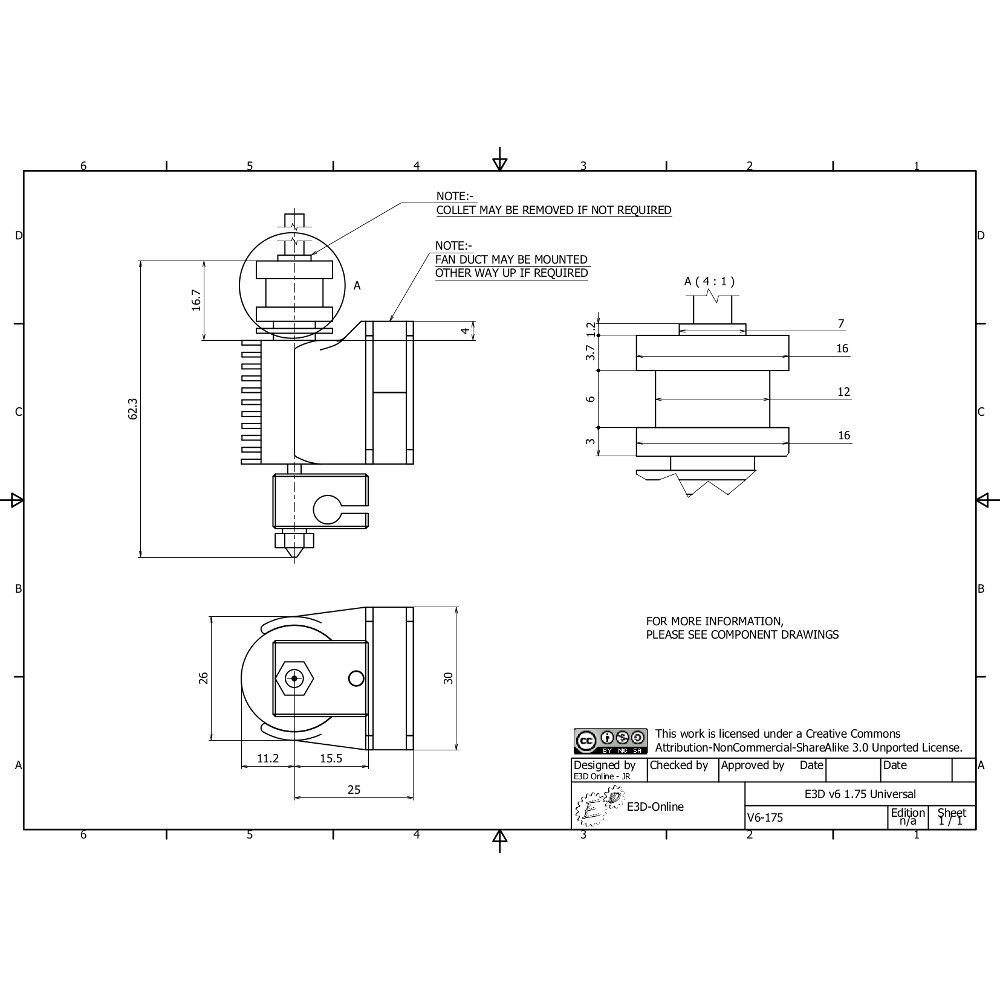 6 5 4 3 2 1
D D
NOTE:-
COLLET MAY BE REMOVED IF NOT REQUIRED
NOTE:-
FAN DUCT MAY BE MOUNTED
OTHER WAY UP IF REQUIRED
A
A ( 4 : 1 )
16.7
4
62.3
1.2
7
3.7
16
6
12
3
16
C C
B B
26
30
11.2
15.5
25
FOR MORE INFORMATION,
PLEASE SEE COMPONENT DRAWINGS
cc BY NC SA
This work is licensed under a Creative Commons
Attribution-NonCommercial-ShareAlike 3.0 Unported License.
A A
Designed by Checked by Approved by Date Date
E3D Online - JR
E3D
E3D-Online
E3D v6 1.75 Universal
V6-175
Edition
n/a
Sheet
1 / 1
6 5 4 3 2 1